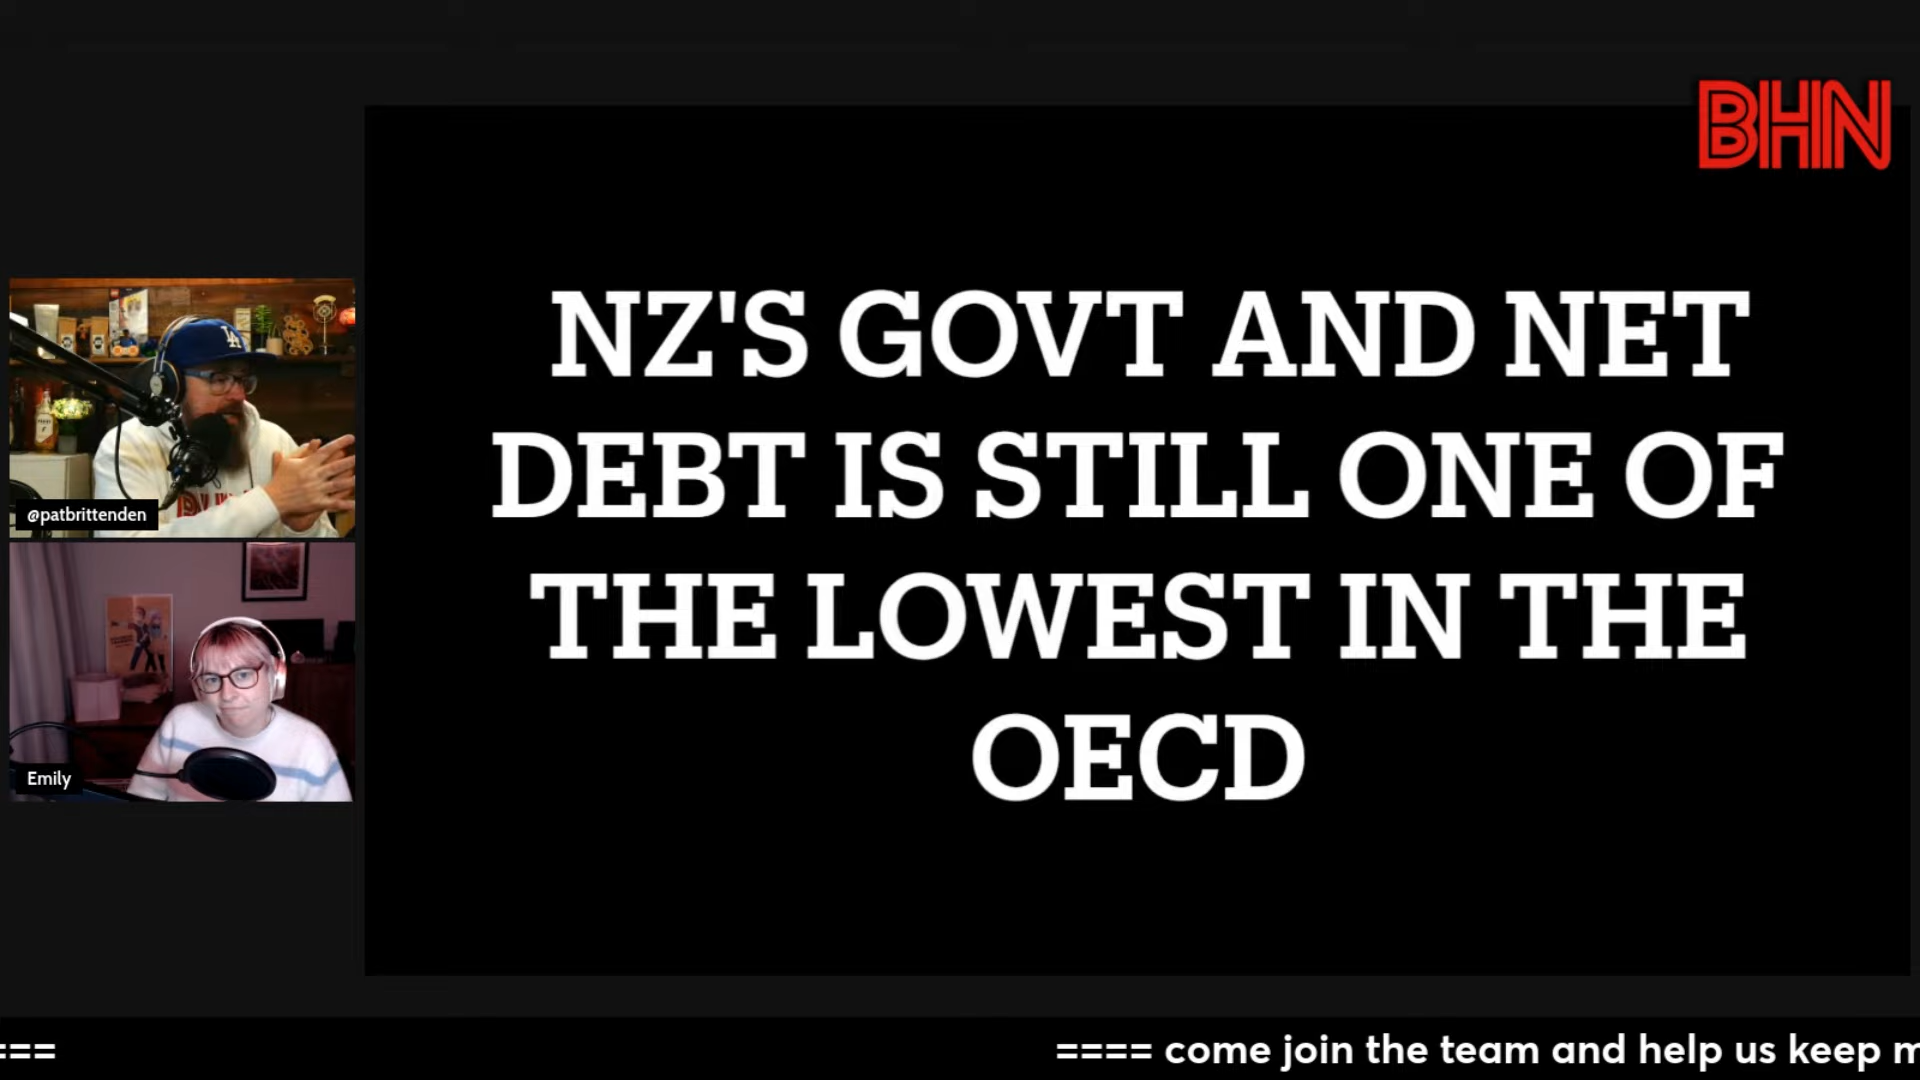 BHN
NZ'S GOVT AND NET
DEBT IS STILL ONE OF
THE LOWEST IN THE
OECD
LA
@patbrittenden
Emily
==== come join the team and help us keep